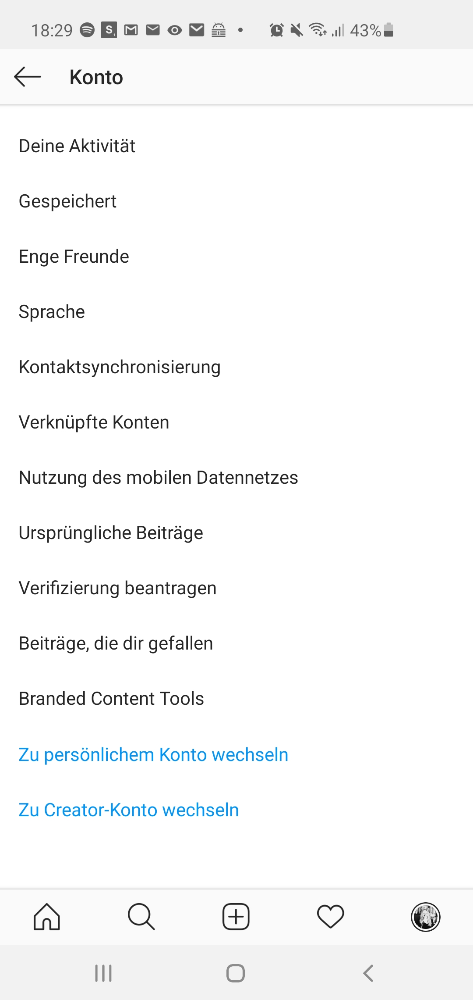 18:29 S1 43%
Konto
Deine Aktivität
Gespeichert
Enge Freunde
Sprache
Kontaktsynchronisierung
Verknüpfte Konten
Nutzung des mobilen Datennetzes
Ursprüngliche Beiträge
Verifizierung beantragen
Beiträge, die dir gefallen
Branded Content Tools
Zu persönlichem Konto wechseln
Zu Creator-Konto wechseln